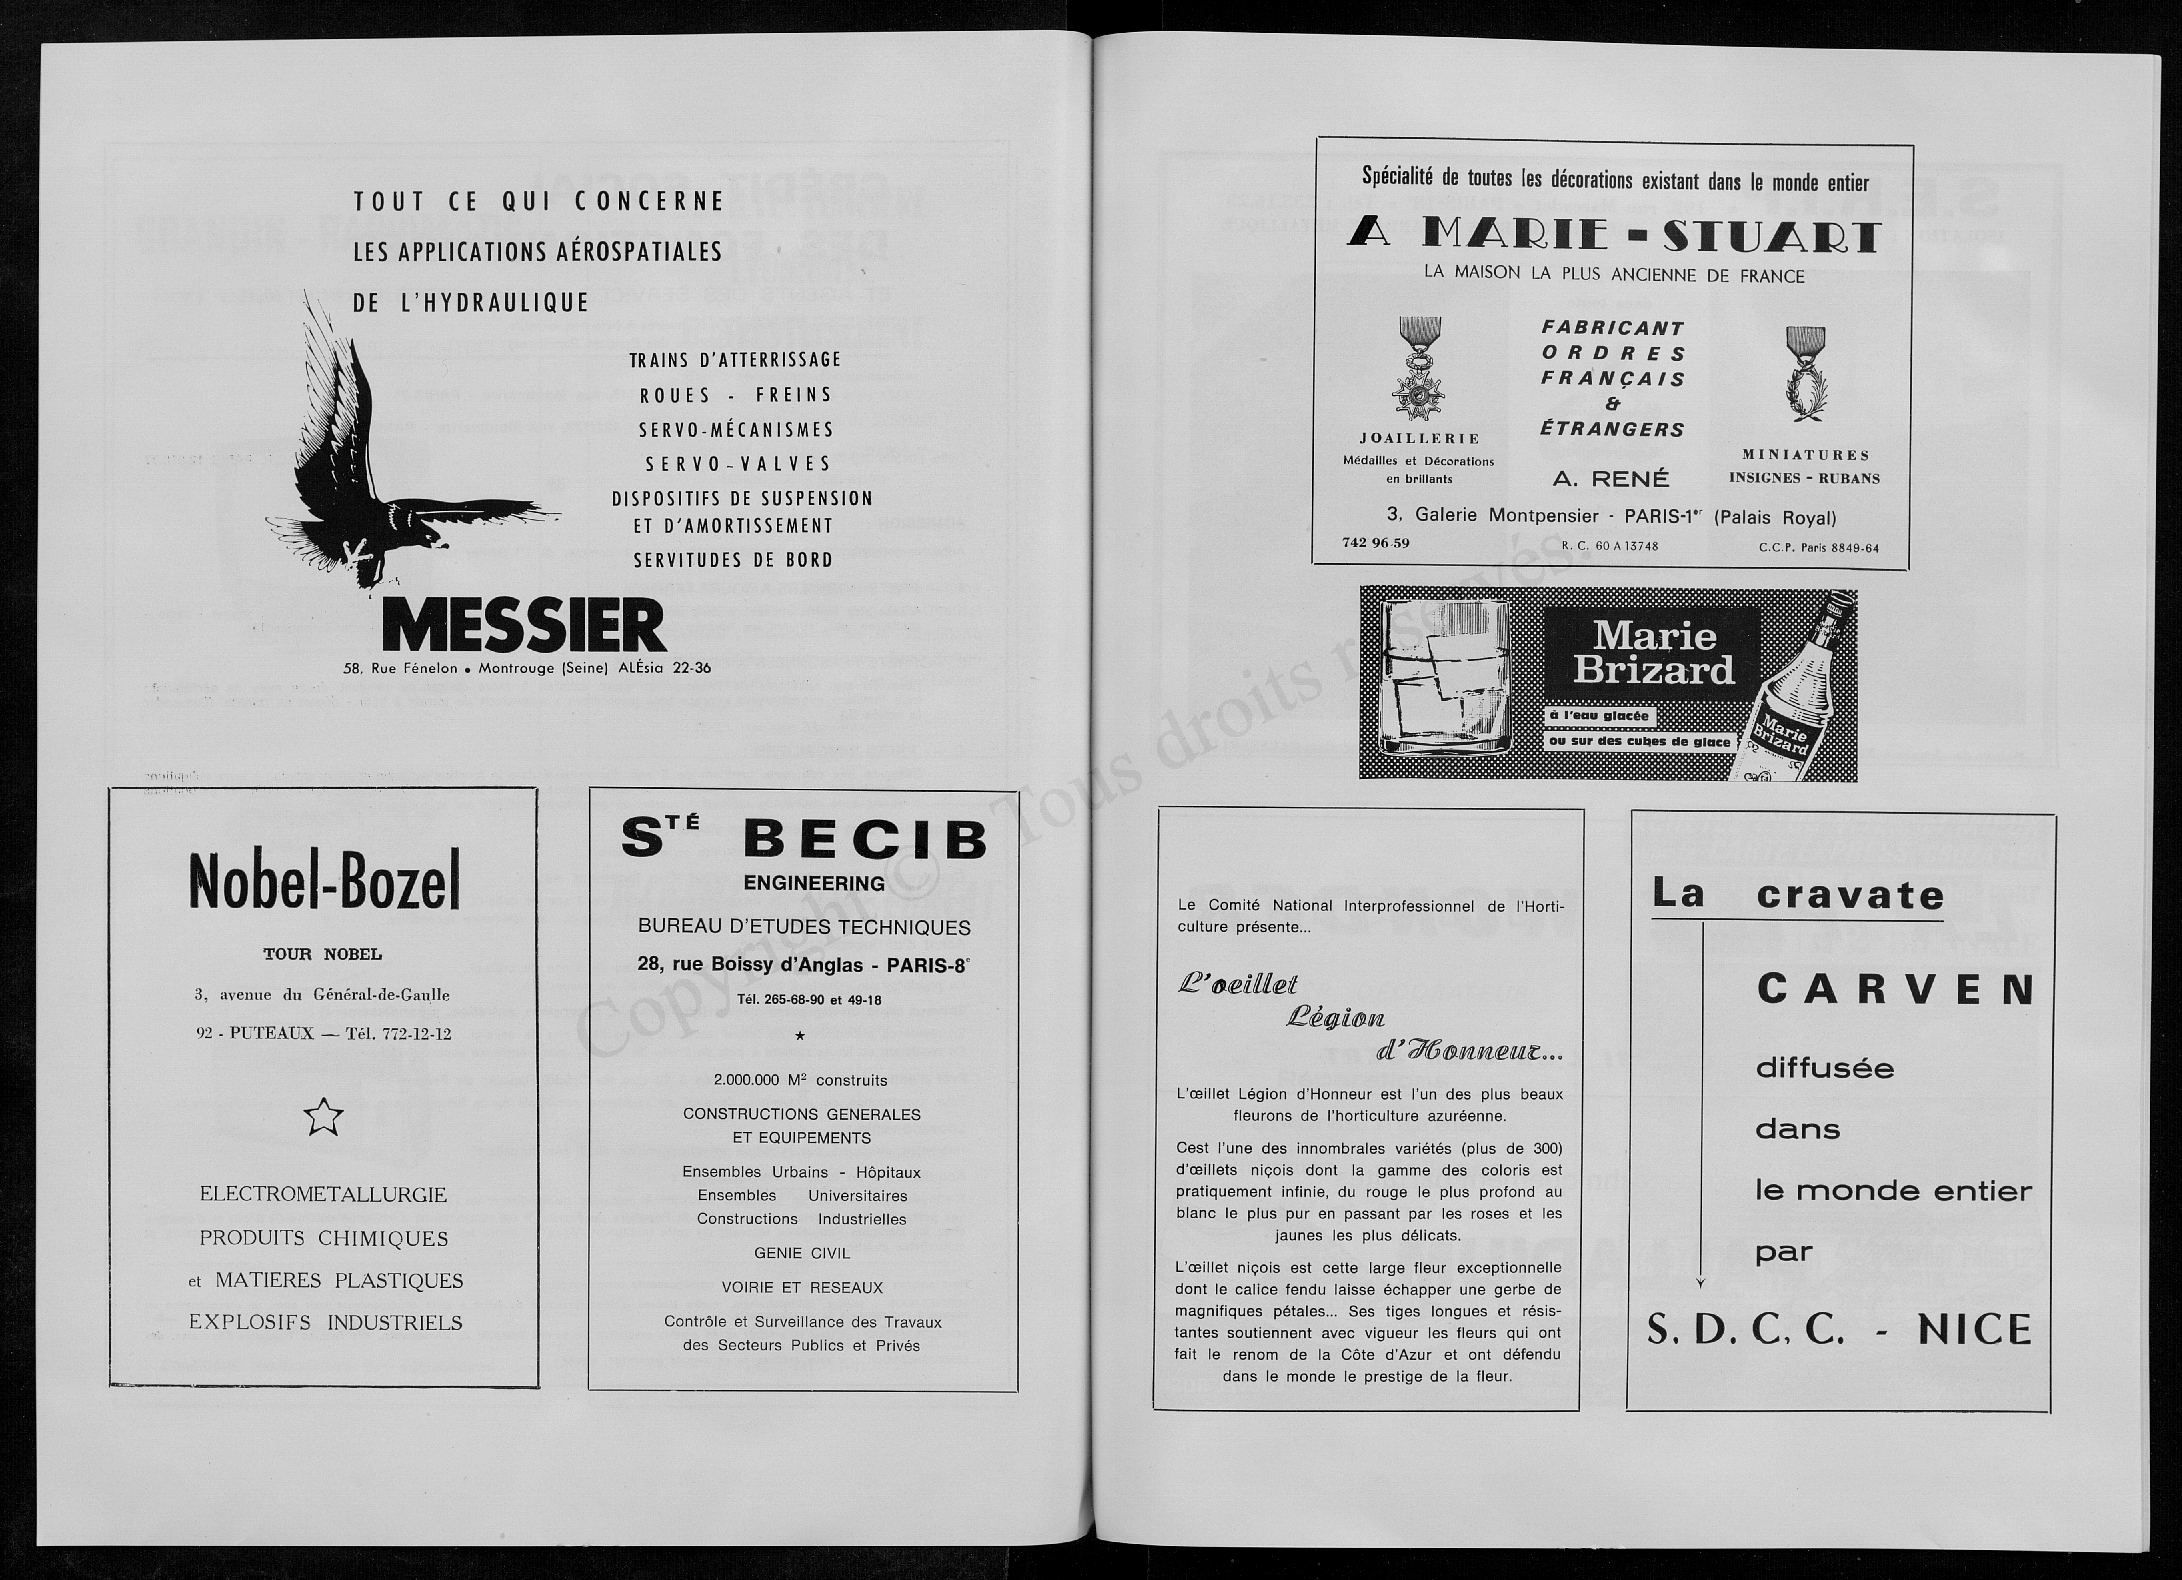 TOUT CE QUI CONCERNE
LES APPLICATIONS AÉROSPATIALES
DE L'HYDRAULIQUE
TRAINS D'ATTERRISSAGE
ROUES - FREINS
SERVO-MÉCANISMES
SERVO-VALVES
DISPOSITIFS DE SUSPENSION
ET D'AMORTISSEMENT
SERVITUDES DE BORD
MESSIER
58, Rue Fénelon • Montrouge (Seine) ALÉsia 22-36
Nobel-Bozel
TOUR NOBEL
3, avenue du Général-de-Gaulle
92 - PUTEAUX — Tél. 772-12-12
ELECTROMETALLURGIE
PRODUITS CHIMIQUES
et MATIERES PLASTIQUES
EXPLOSIFS INDUSTRIELS
STÉ BECIB
ENGINEERING
BUREAU D'ETUDES TECHNIQUES
28, rue Boissy d'Anglas - PARIS-8e
Tél. 265-68-90 et 49-18
★
2.000.000 M² construits
CONSTRUCTIONS GENERALES
ET EQUIPEMENTS
Ensembles Urbains - Hôpitaux
Ensembles Universitaires
Constructions Industrielles
GENIE CIVIL
VOIRIE ET RESEAUX
Contrôle et Surveillance des Travaux
des Secteurs Publics et Privés
Spécialité de toutes les décorations existant dans le monde entier
A MARIE-STUART
LA MAISON LA PLUS ANCIENNE DE FRANCE
FABRICANT
ORDRES
FRANÇAIS
&
ÉTRANGERS
JOAILLERIE
Médailles et Décorations
en brillants
A. RENÉ
MINIATURES
INSIGNES - RUBANS
3, Galerie Montpensier - PARIS-1er (Palais Royal)
742 96-59 R. C. 60 A 13748 C.C.P. Paris 8849-64
Marie
Brizard
à l'eau glacée
ou sur des cubes de glace
Marie
Brizard
Le Comité National Interprofessionnel de l'Horti-
culture présente...
L'oeillet
Légion
d'Honneur...
L'œillet Légion d'Honneur est l'un des plus beaux
fleurons de l'horticulture azuréenne.
Cest l'une des innombrales variétés (plus de 300)
d'œillets niçois dont la gamme des coloris est
pratiquement infinie, du rouge le plus profond au
blanc le plus pur en passant par les roses et les
jaunes les plus délicats.
L'œillet niçois est cette large fleur exceptionnelle
dont le calice fendu laisse échapper une gerbe de
magnifiques pétales... Ses tiges longues et résis-
tantes soutiennent avec vigueur les fleurs qui ont
fait le renom de la Côte d'Azur et ont défendu
dans le monde le prestige de la fleur.
La cravate
CARVEN
diffusée
dans
le monde entier
par
S. D. C. C. - NICE
Copyright © Tous droits réservés.